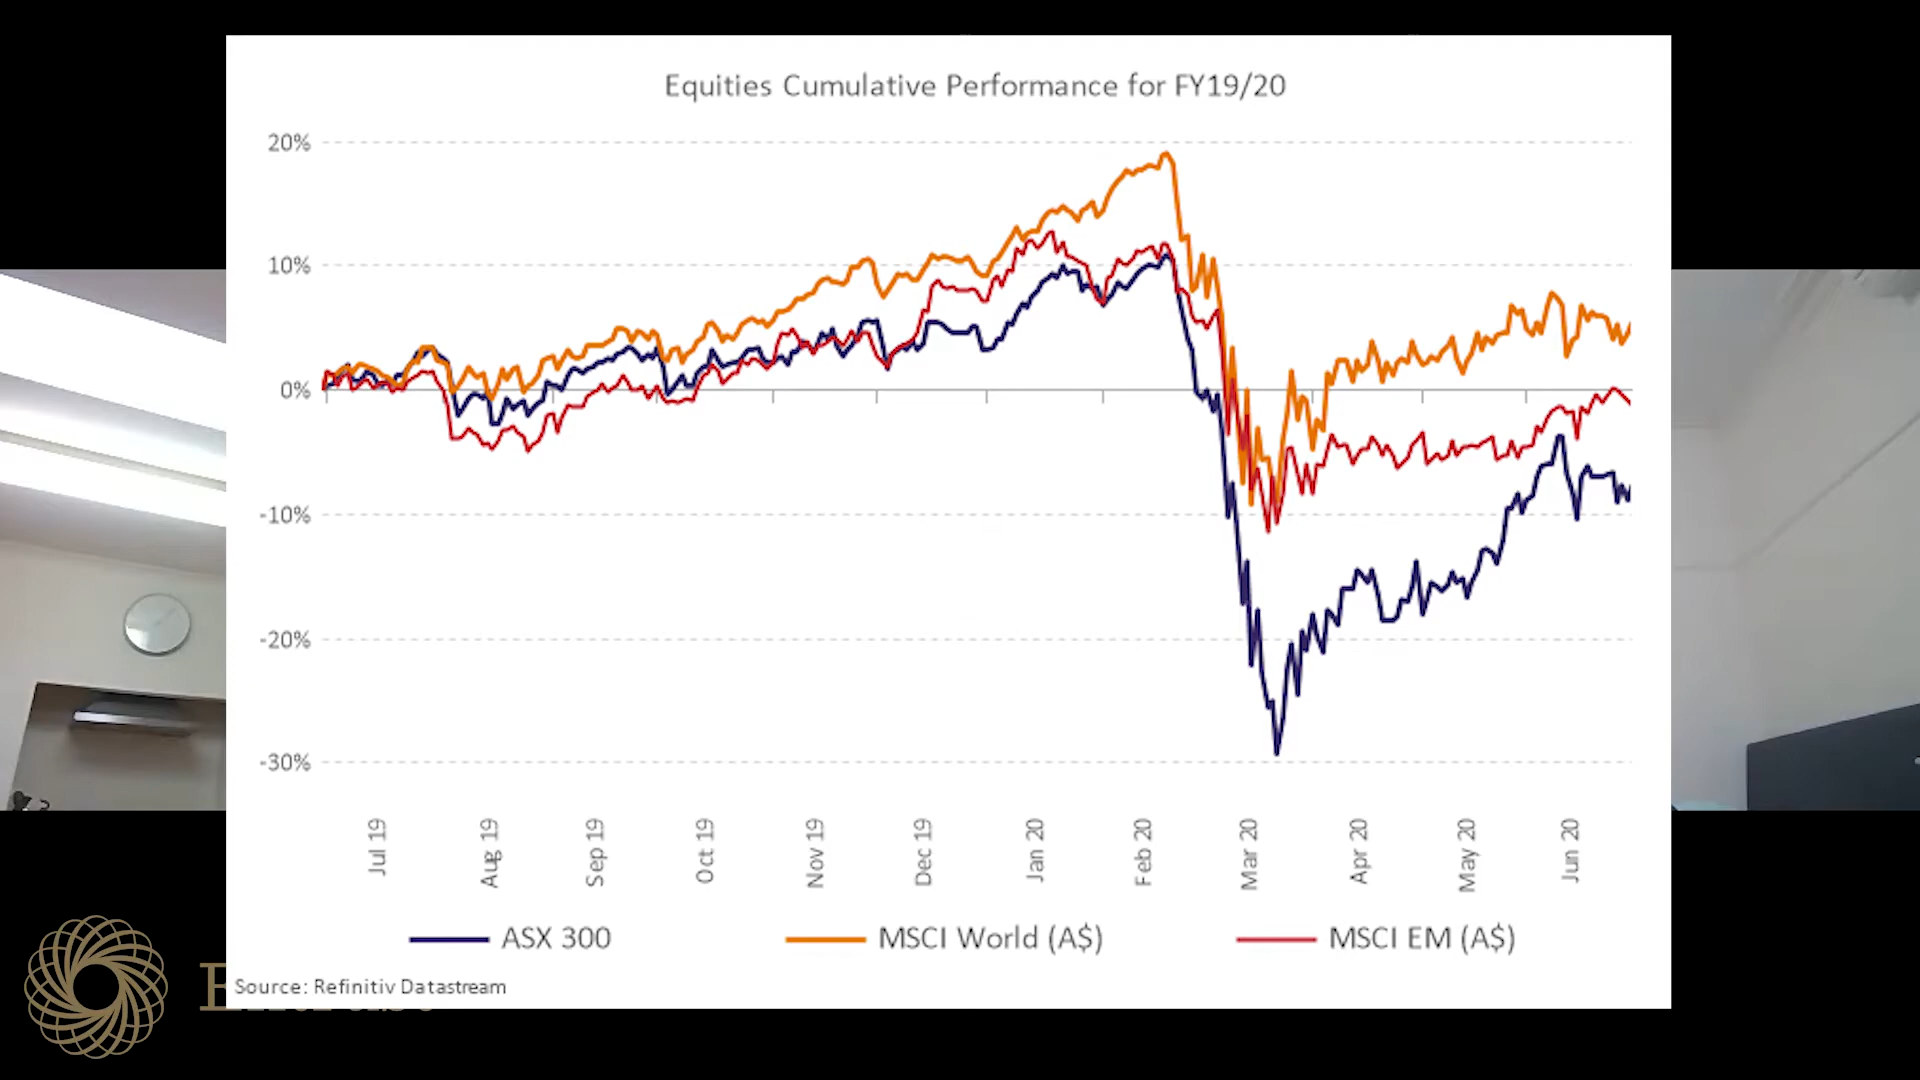 Equities Cumulative Performance for FY19/20
20%
10%
0%
-10%
-20%
-30%
Jul 19
Aug 19
Sep 19
Oct 19
Nov 19
Dec 19
Jan 20
Feb 20
Mar 20
Apr 20
May 20
Jun 20
ASX 300
MSCI World (A$)
MSCI EM (A$)
Source: Refinitiv Datastream